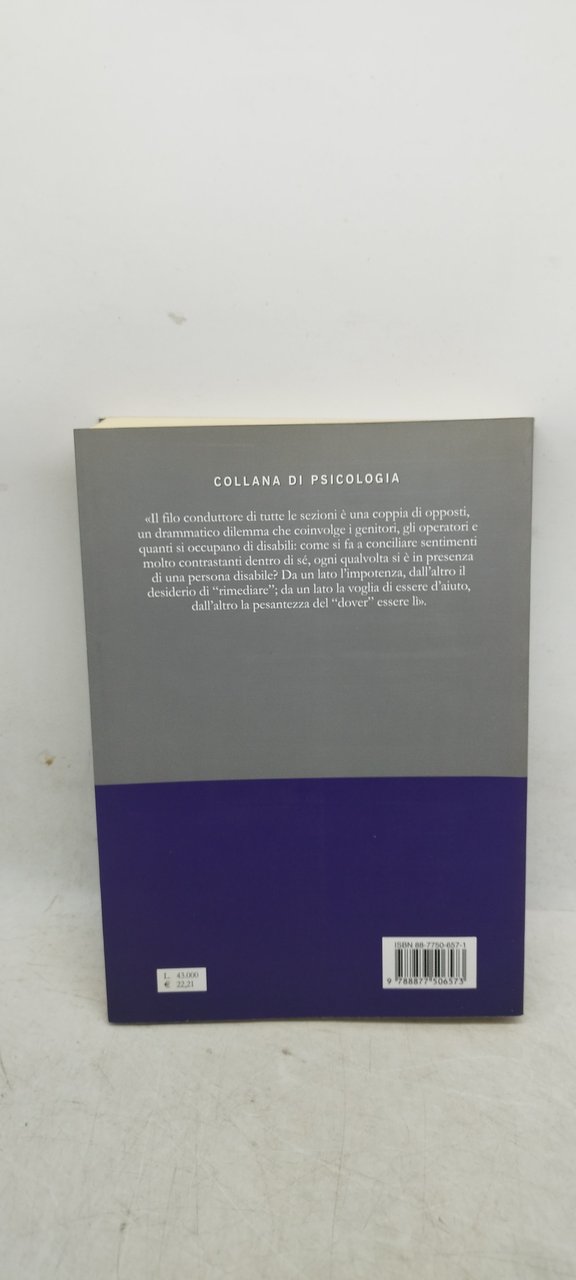 COLLANA DI PSICOLOGIA
«Il filo conduttore di tutte le sezioni è una coppia di opposti,
un drammatico dilemma che coinvolge i genitori, gli operatori e
quanti si occupano di disabili: come si fa a conciliare sentimenti
molto contrastanti dentro di sé, ogni qualvolta si è in presenza
di una persona disabile? Da un lato l'impotenza, dall'altro il
desiderio di “rimediare”; da un lato la voglia di essere d'aiuto,
dall'altro la pesantezza del “dover” essere lì».
ISBN 88-7750-657-1
9 788877 506573
L. 43.000
€ 22,21